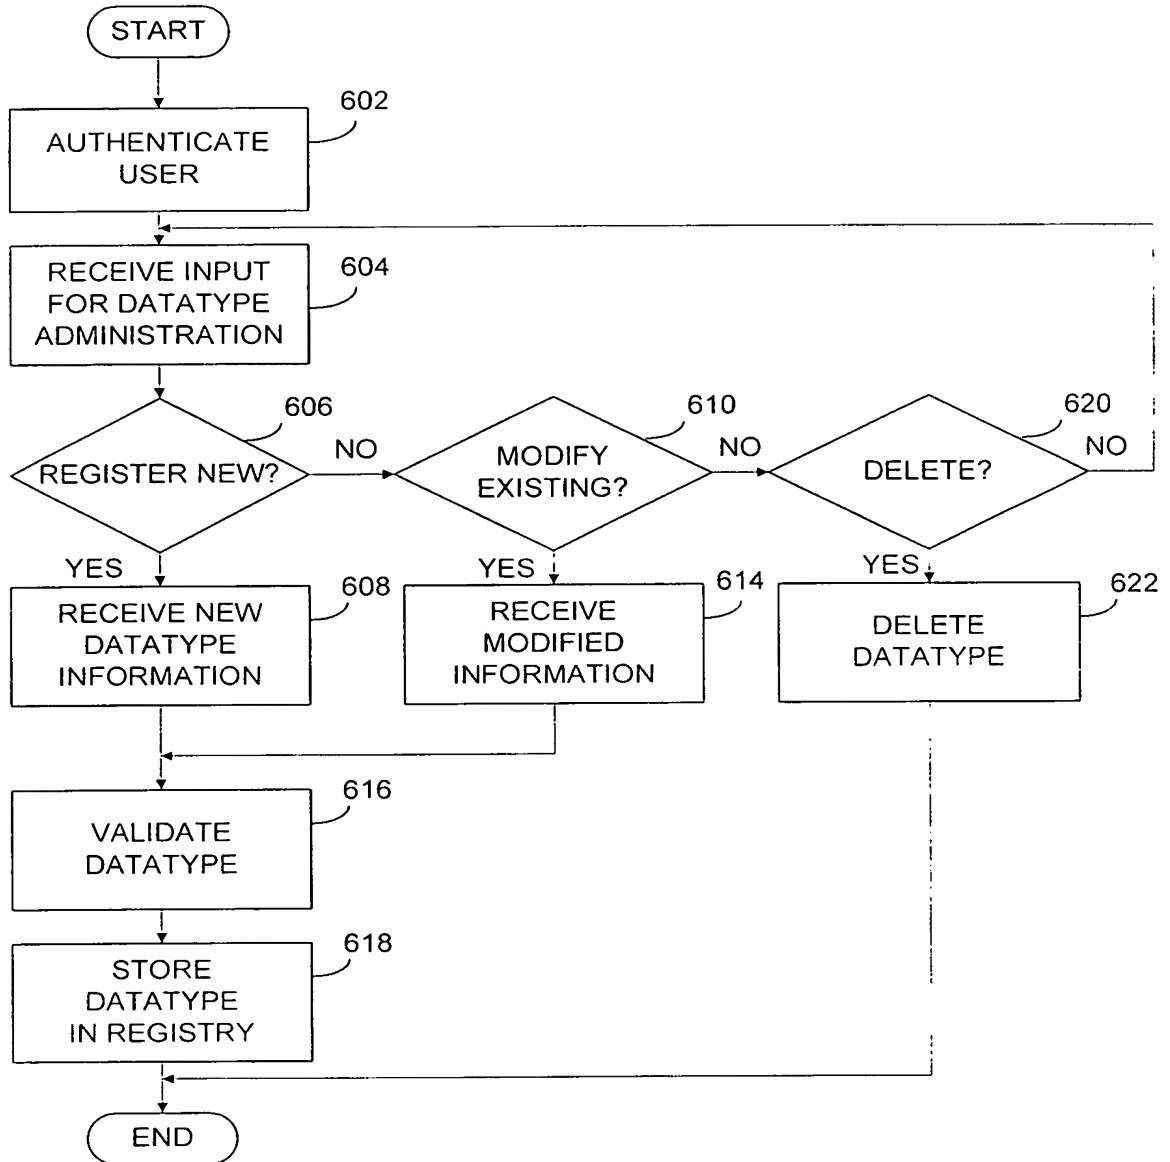 START
602
AUTHENTICATE
USER
604
RECEIVE INPUT
FOR DATATYPE
ADMINISTRATION
606
REGISTER NEW?
NO
610
MODIFY
EXISTING?
NO
620
DELETE?
NO
YES
608
RECEIVE NEW
DATATYPE
INFORMATION
YES
614
RECEIVE
MODIFIED
INFORMATION
YES
622
DELETE
DATATYPE
616
VALIDATE
DATATYPE
618
STORE
DATATYPE
IN REGISTRY
END